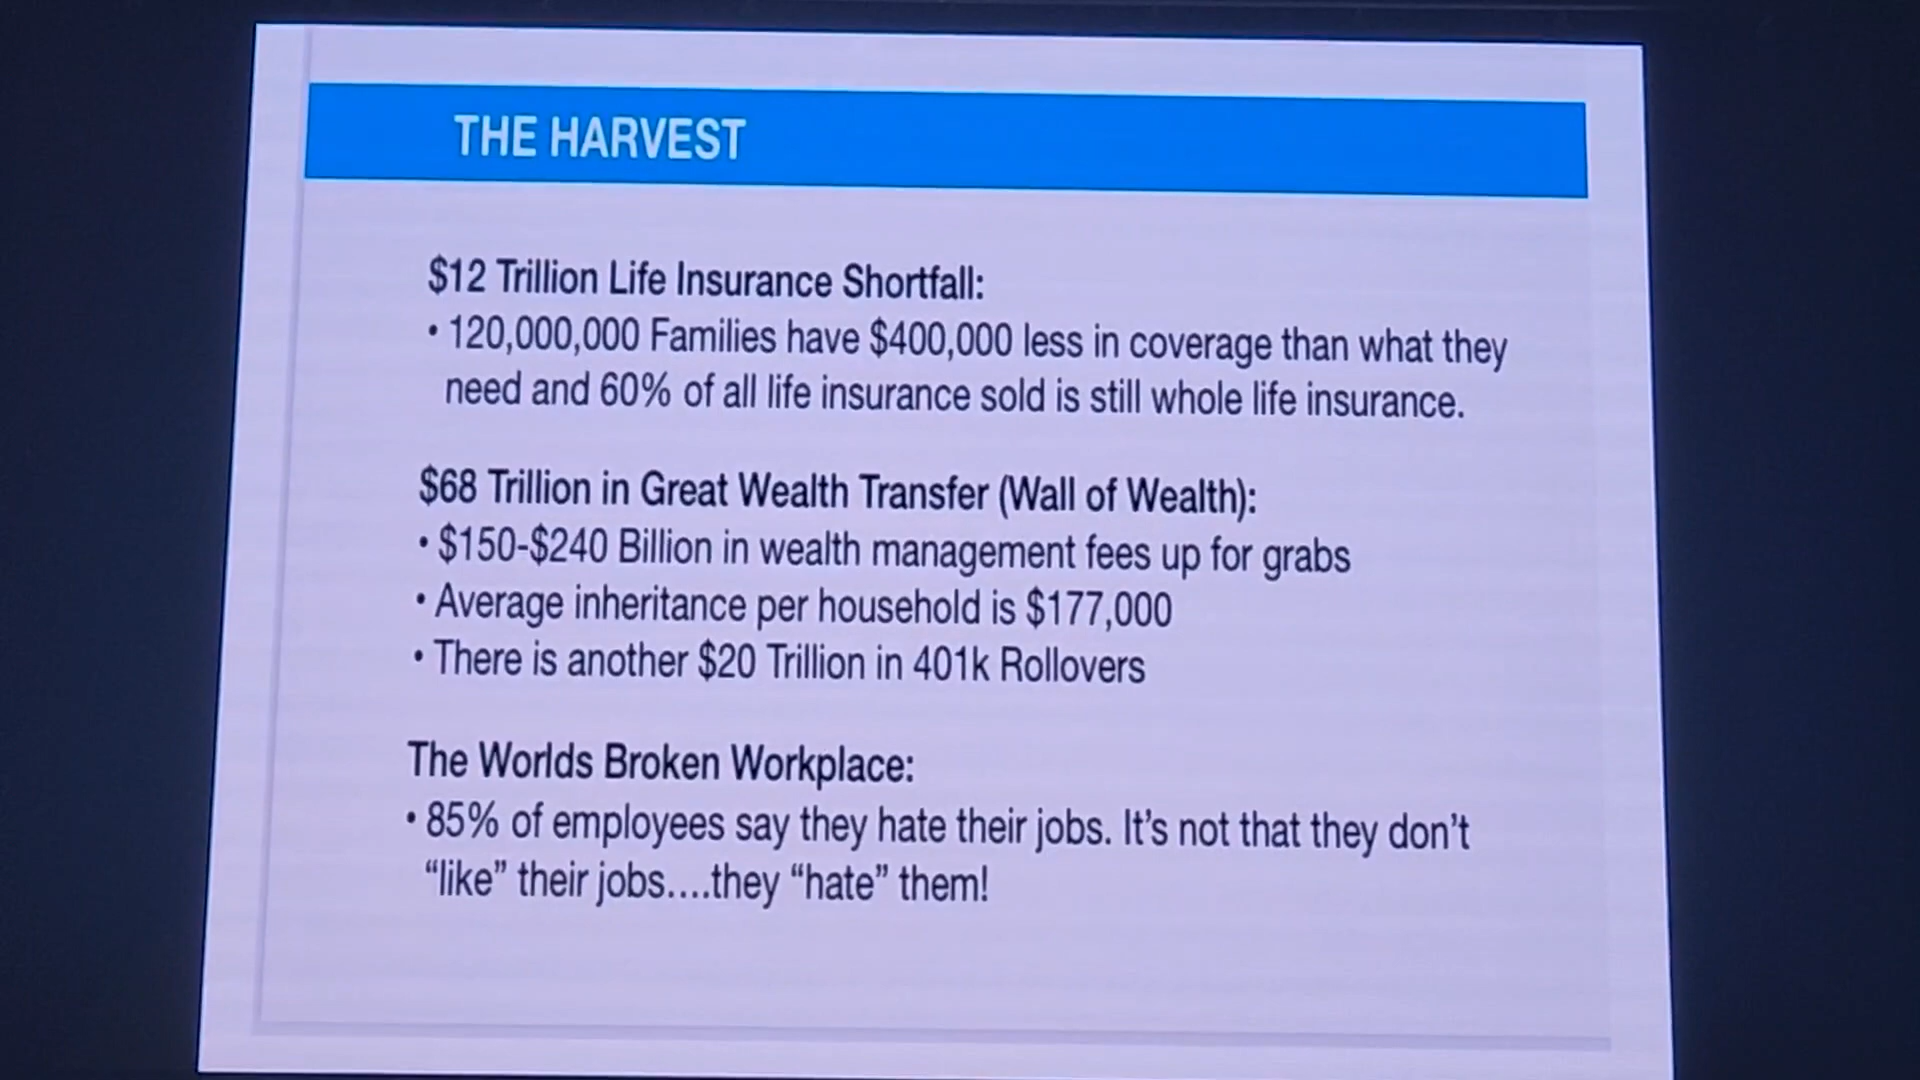 THE HARVEST
$12 Trillion Life Insurance Shortfall:
• 120,000,000 Families have $400,000 less in coverage than what they
need and 60% of all life insurance sold is still whole life insurance.
$68 Trillion in Great Wealth Transfer (Wall of Wealth):
• $150-$240 Billion in wealth management fees up for grabs
• Average inheritance per household is $177,000
• There is another $20 Trillion in 401k Rollovers
The Worlds Broken Workplace:
• 85% of employees say they hate their jobs. It’s not that they don’t
“like” their jobs....they “hate” them!